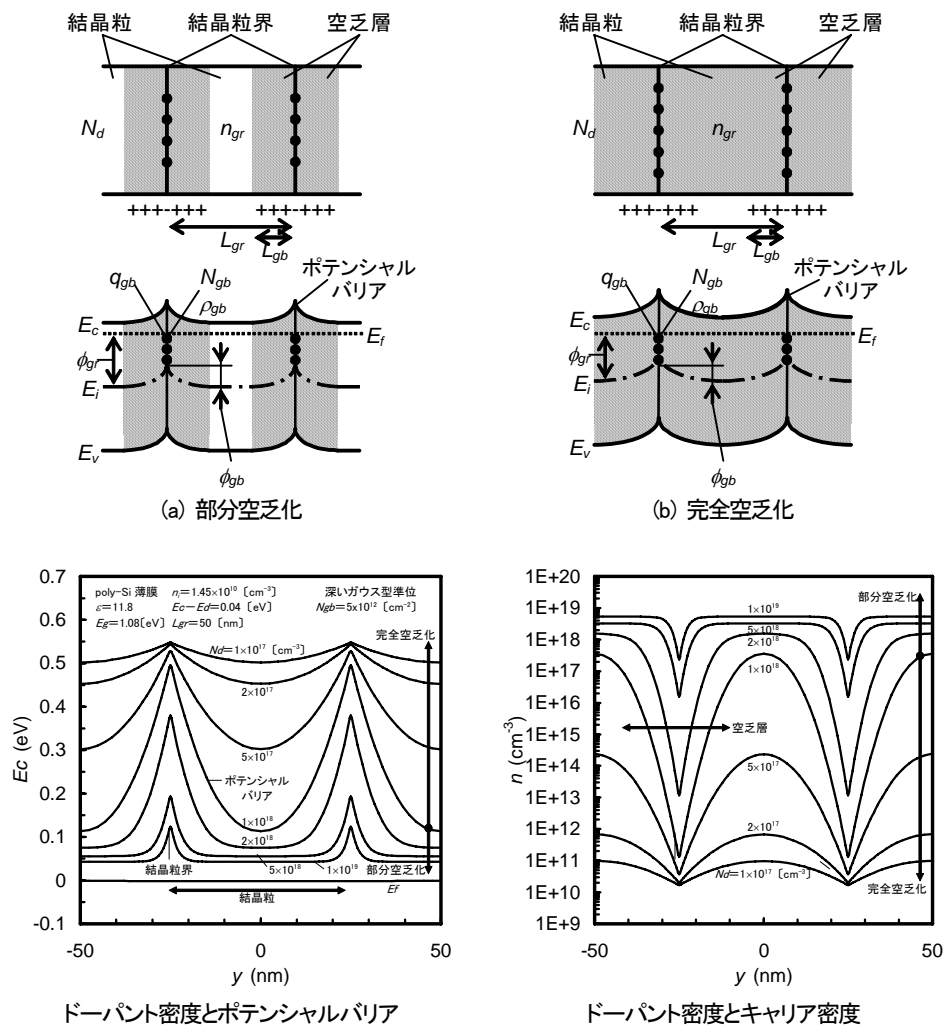 結晶粒 結晶粒界 空乏層
N_d n_gr
+++-+++ +++-+++
L_gr
L_gb
q_gb N_gb ポテンシャル
バリア
ρ_gb
E_c E_f
ϕ_gr
E_i
E_v
ϕ_gb
(a) 部分空乏化
結晶粒 結晶粒界 空乏層
N_d n_gr
+++-+++ +++-+++
L_gr
L_gb
q_gb N_gb ポテンシャル
バリア
ρ_gb
E_c E_f
ϕ_gr
E_i
E_v
ϕ_gb
(b) 完全空乏化
0.7
0.6
0.5
0.4
0.3
0.2
0.1
0
-0.1
Ec (eV)
poly-Si 薄膜 n_i=1.45×10^10 [cm^-3] 深いガウス型準位
ε=11.8 Ec-Ed=0.04 [eV] Ngb=5×10^12 [cm^-2]
Eg=1.08[eV] Lgr=50 [nm]
完全空乏化
Nd=1×10^17 [cm^-3]
2×10^17
5×10^17
ポテンシャル
バリア
1×10^18
2×10^18
結晶粒界 5×10^18 1×10^19 部分空乏化
結晶粒 Ef
-50 -25 0 25 50
y (nm)
ドーパント密度とポテンシャルバリア
1E+20
1E+19
1E+18
1E+17
1E+16
1E+15
1E+14
1E+13
1E+12
1E+11
1E+10
1E+9
n (cm^-3)
部分空乏化
1×10^19
5×10^18
2×10^18
1×10^18
空乏層
5×10^17
2×10^17
Nd=1×10^17 [cm^-3]
完全空乏化
-50 -25 0 25 50
y (nm)
ドーパント密度とキャリア密度